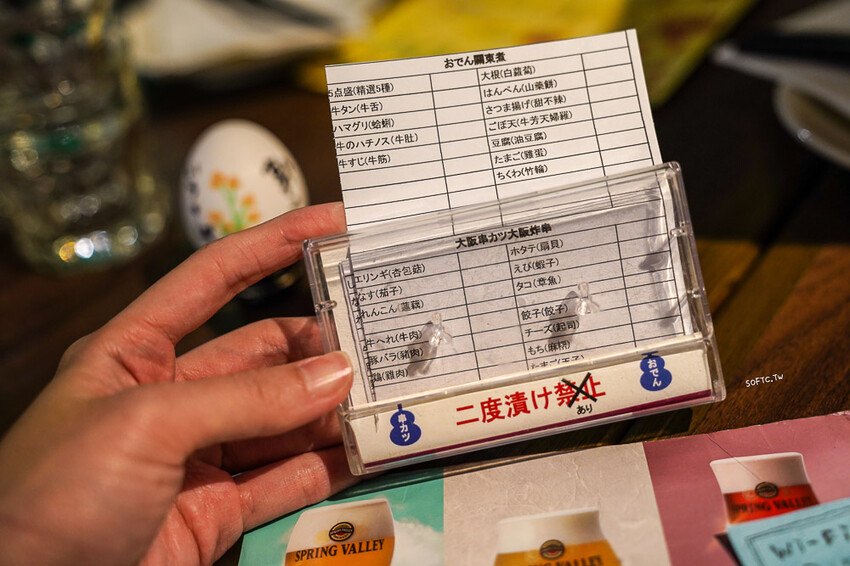 おでん關東煮
5点盛(精選5種)
牛タン(牛舌)
ハマグリ(蛤蜊)
牛のハチノス(牛肚)
牛すじ(牛筋)
大根(白蘿蔔)
はんぺん(山藥餅)
さつま揚げ(甜不辣)
ごぼ天(牛芳天婦羅)
豆腐(油豆腐)
たまご(雞蛋)
ちくわ(竹輪)
大阪串カツ大阪炸串
エリンギ(杏包菇)
なす(茄子)
れんこん(蓮藕)
牛へれ(牛肉)
豚バラ(豬肉)
鶏(雞肉)
ホタテ(扇貝)
えび(蝦子)
タコ(章魚)
餃子(餃子)
チーズ(起司)
もち(麻糬)
二度漬け禁止
あり
串カツ
おでん
SPRING VALLEY
SPRING VALLEY
Wi-Fi
SOFTC.TW